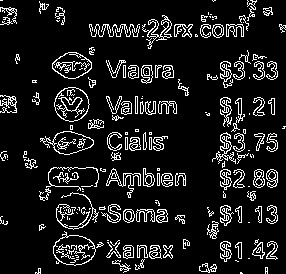 www.22rx.com
Viagra $3.33
Valium $1.21
Cialis $3.75
Ambien $2.89
Soma $1.13
Xanax $1.42